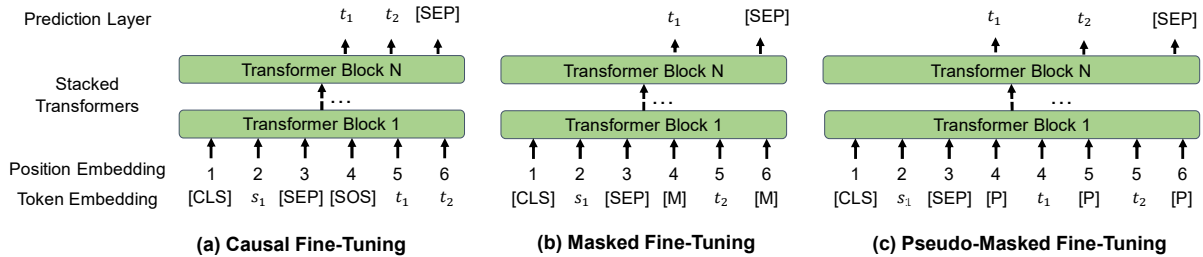 Prediction Layer t₁ t₂ [SEP] t₁ [SEP] t₁ t₂ [SEP]
Transformer Block N Transformer Block N Transformer Block N
Stacked Transformers ... ... ...
Transformer Block 1 Transformer Block 1 Transformer Block 1
Position Embedding 1 2 3 4 5 6 1 2 3 4 5 6 1 2 3 4 4 5 5 6
Token Embedding [CLS] s₁ [SEP] [SOS] t₁ t₂ [CLS] s₁ [SEP] [M] t₂ [M] [CLS] s₁ [SEP] [P] t₁ [P] t₂ [P]
(a) Causal Fine-Tuning (b) Masked Fine-Tuning (c) Pseudo-Masked Fine-Tuning